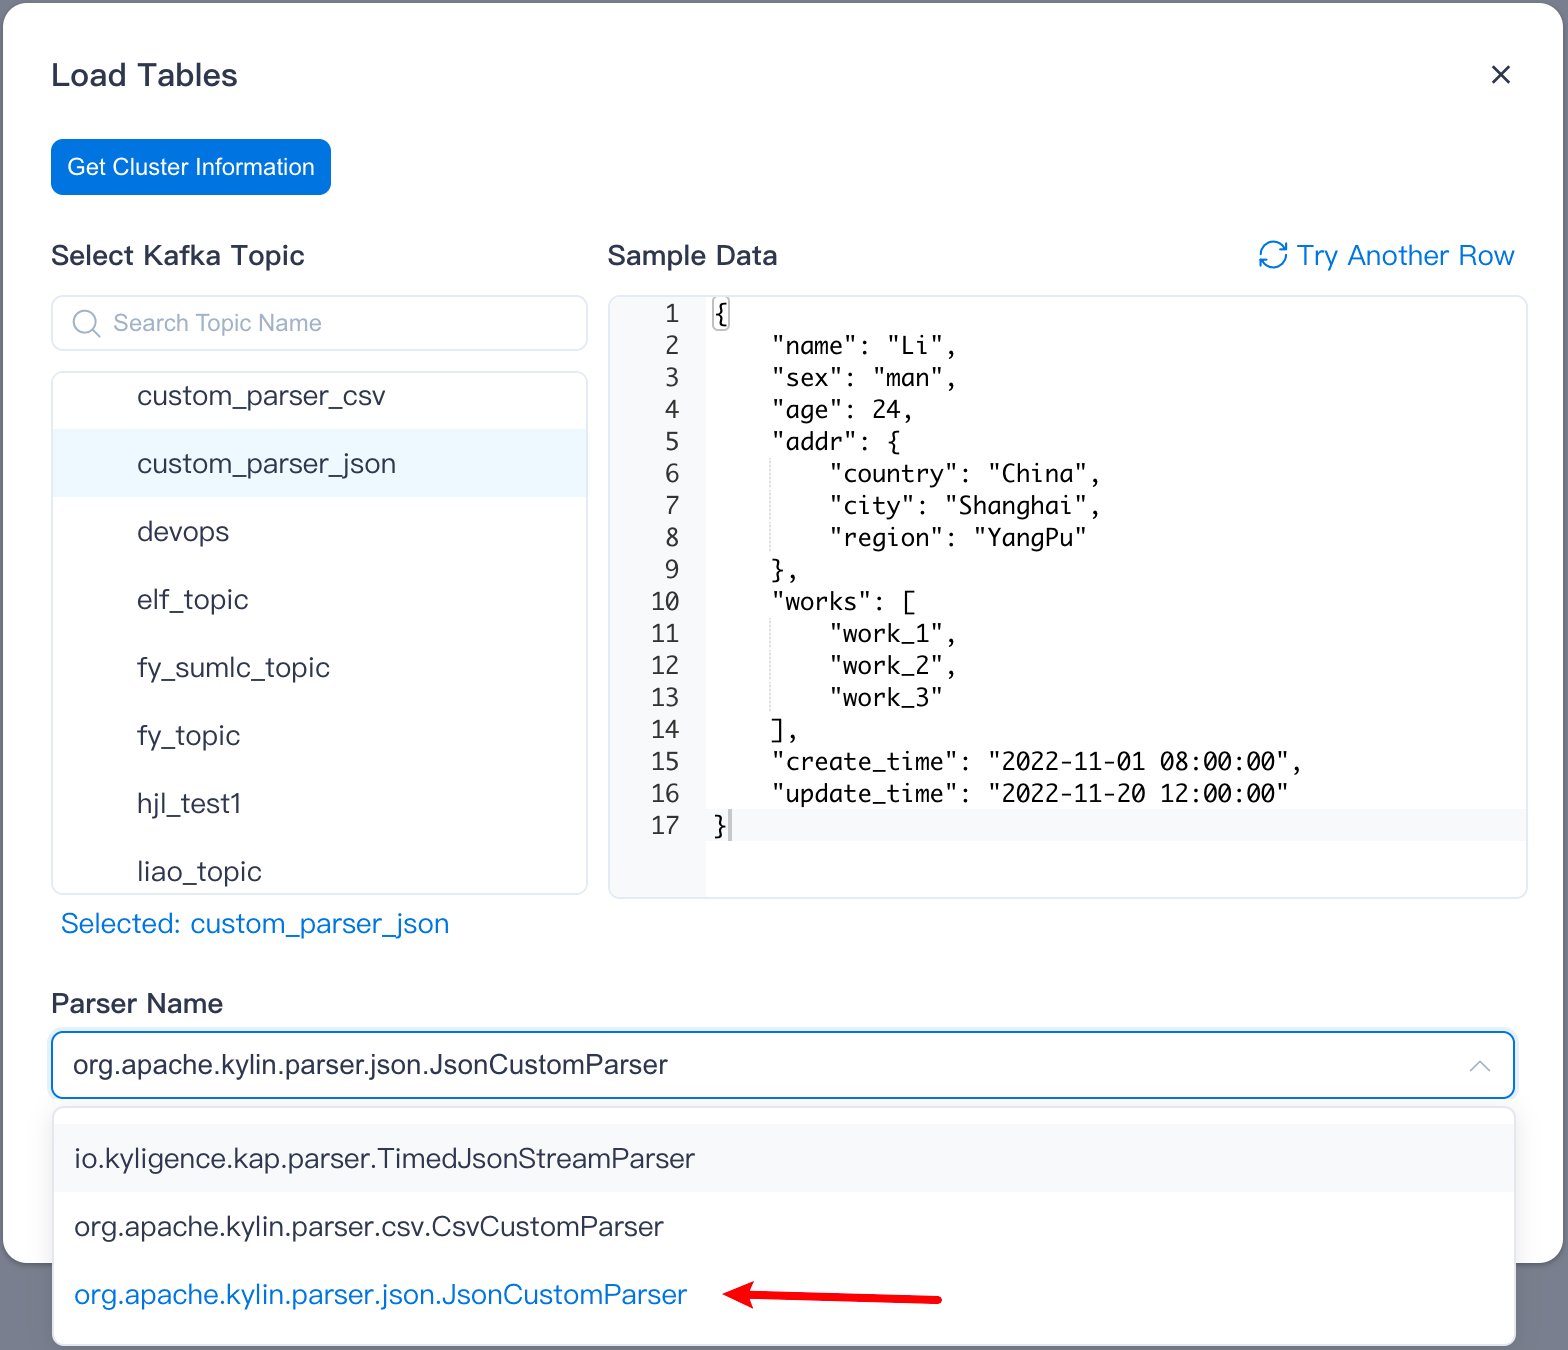 Load Tables
Get Cluster Information
Select Kafka Topic
Search Topic Name
custom_parser_csv
custom_parser_json
devops
elf_topic
fy_sumlc_topic
fy_topic
hjl_test1
liao_topic
Selected: custom_parser_json
Sample Data
Try Another Row
1 {
2     "name": "Li",
3     "sex": "man",
4     "age": 24,
5     "addr": {
6         "country": "China",
7         "city": "Shanghai",
8         "region": "YangPu"
9     },
10     "works": [
11         "work_1",
12         "work_2",
13         "work_3"
14     ],
15     "create_time": "2022-11-01 08:00:00",
16     "update_time": "2022-11-20 12:00:00"
17 }
Parser Name
org.apache.kylin.parser.json.JsonCustomParser
io.kyligence.kap.parser.TimedJsonStreamParser
org.apache.kylin.parser.csv.CsvCustomParser
org.apache.kylin.parser.json.JsonCustomParser